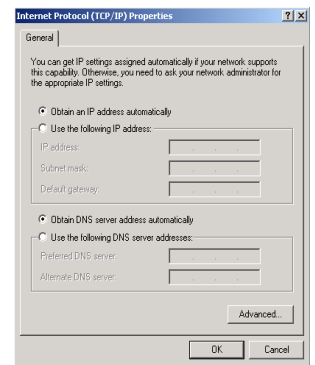 Internet Protocol (TCP/IP) Properties
General
You can get IP settings assigned automatically if your network supports
this capability. Otherwise, you need to ask your network administrator for
the appropriate IP settings.
Obtain an IP address automatically
Use the following IP address:
IP address:
Subnet mask:
Default gateway:
Obtain DNS server address automatically
Use the following DNS server addresses:
Preferred DNS server:
Alternate DNS server:
Advanced...
OK Cancel